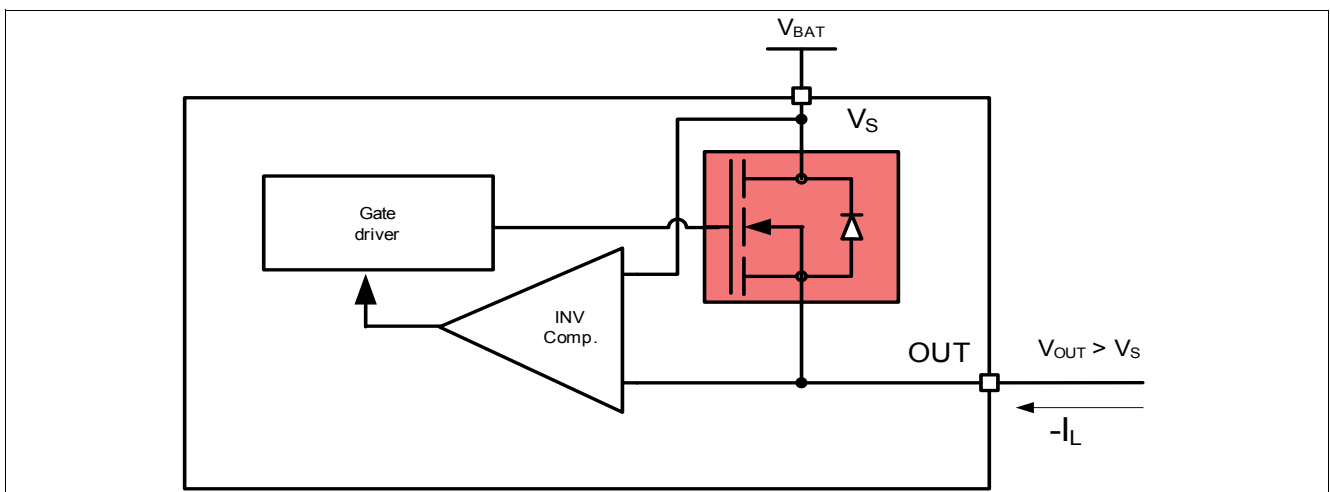 VBAT
VS
Gate
driver
INV
Comp.
OUT
VOUT > VS
-IL